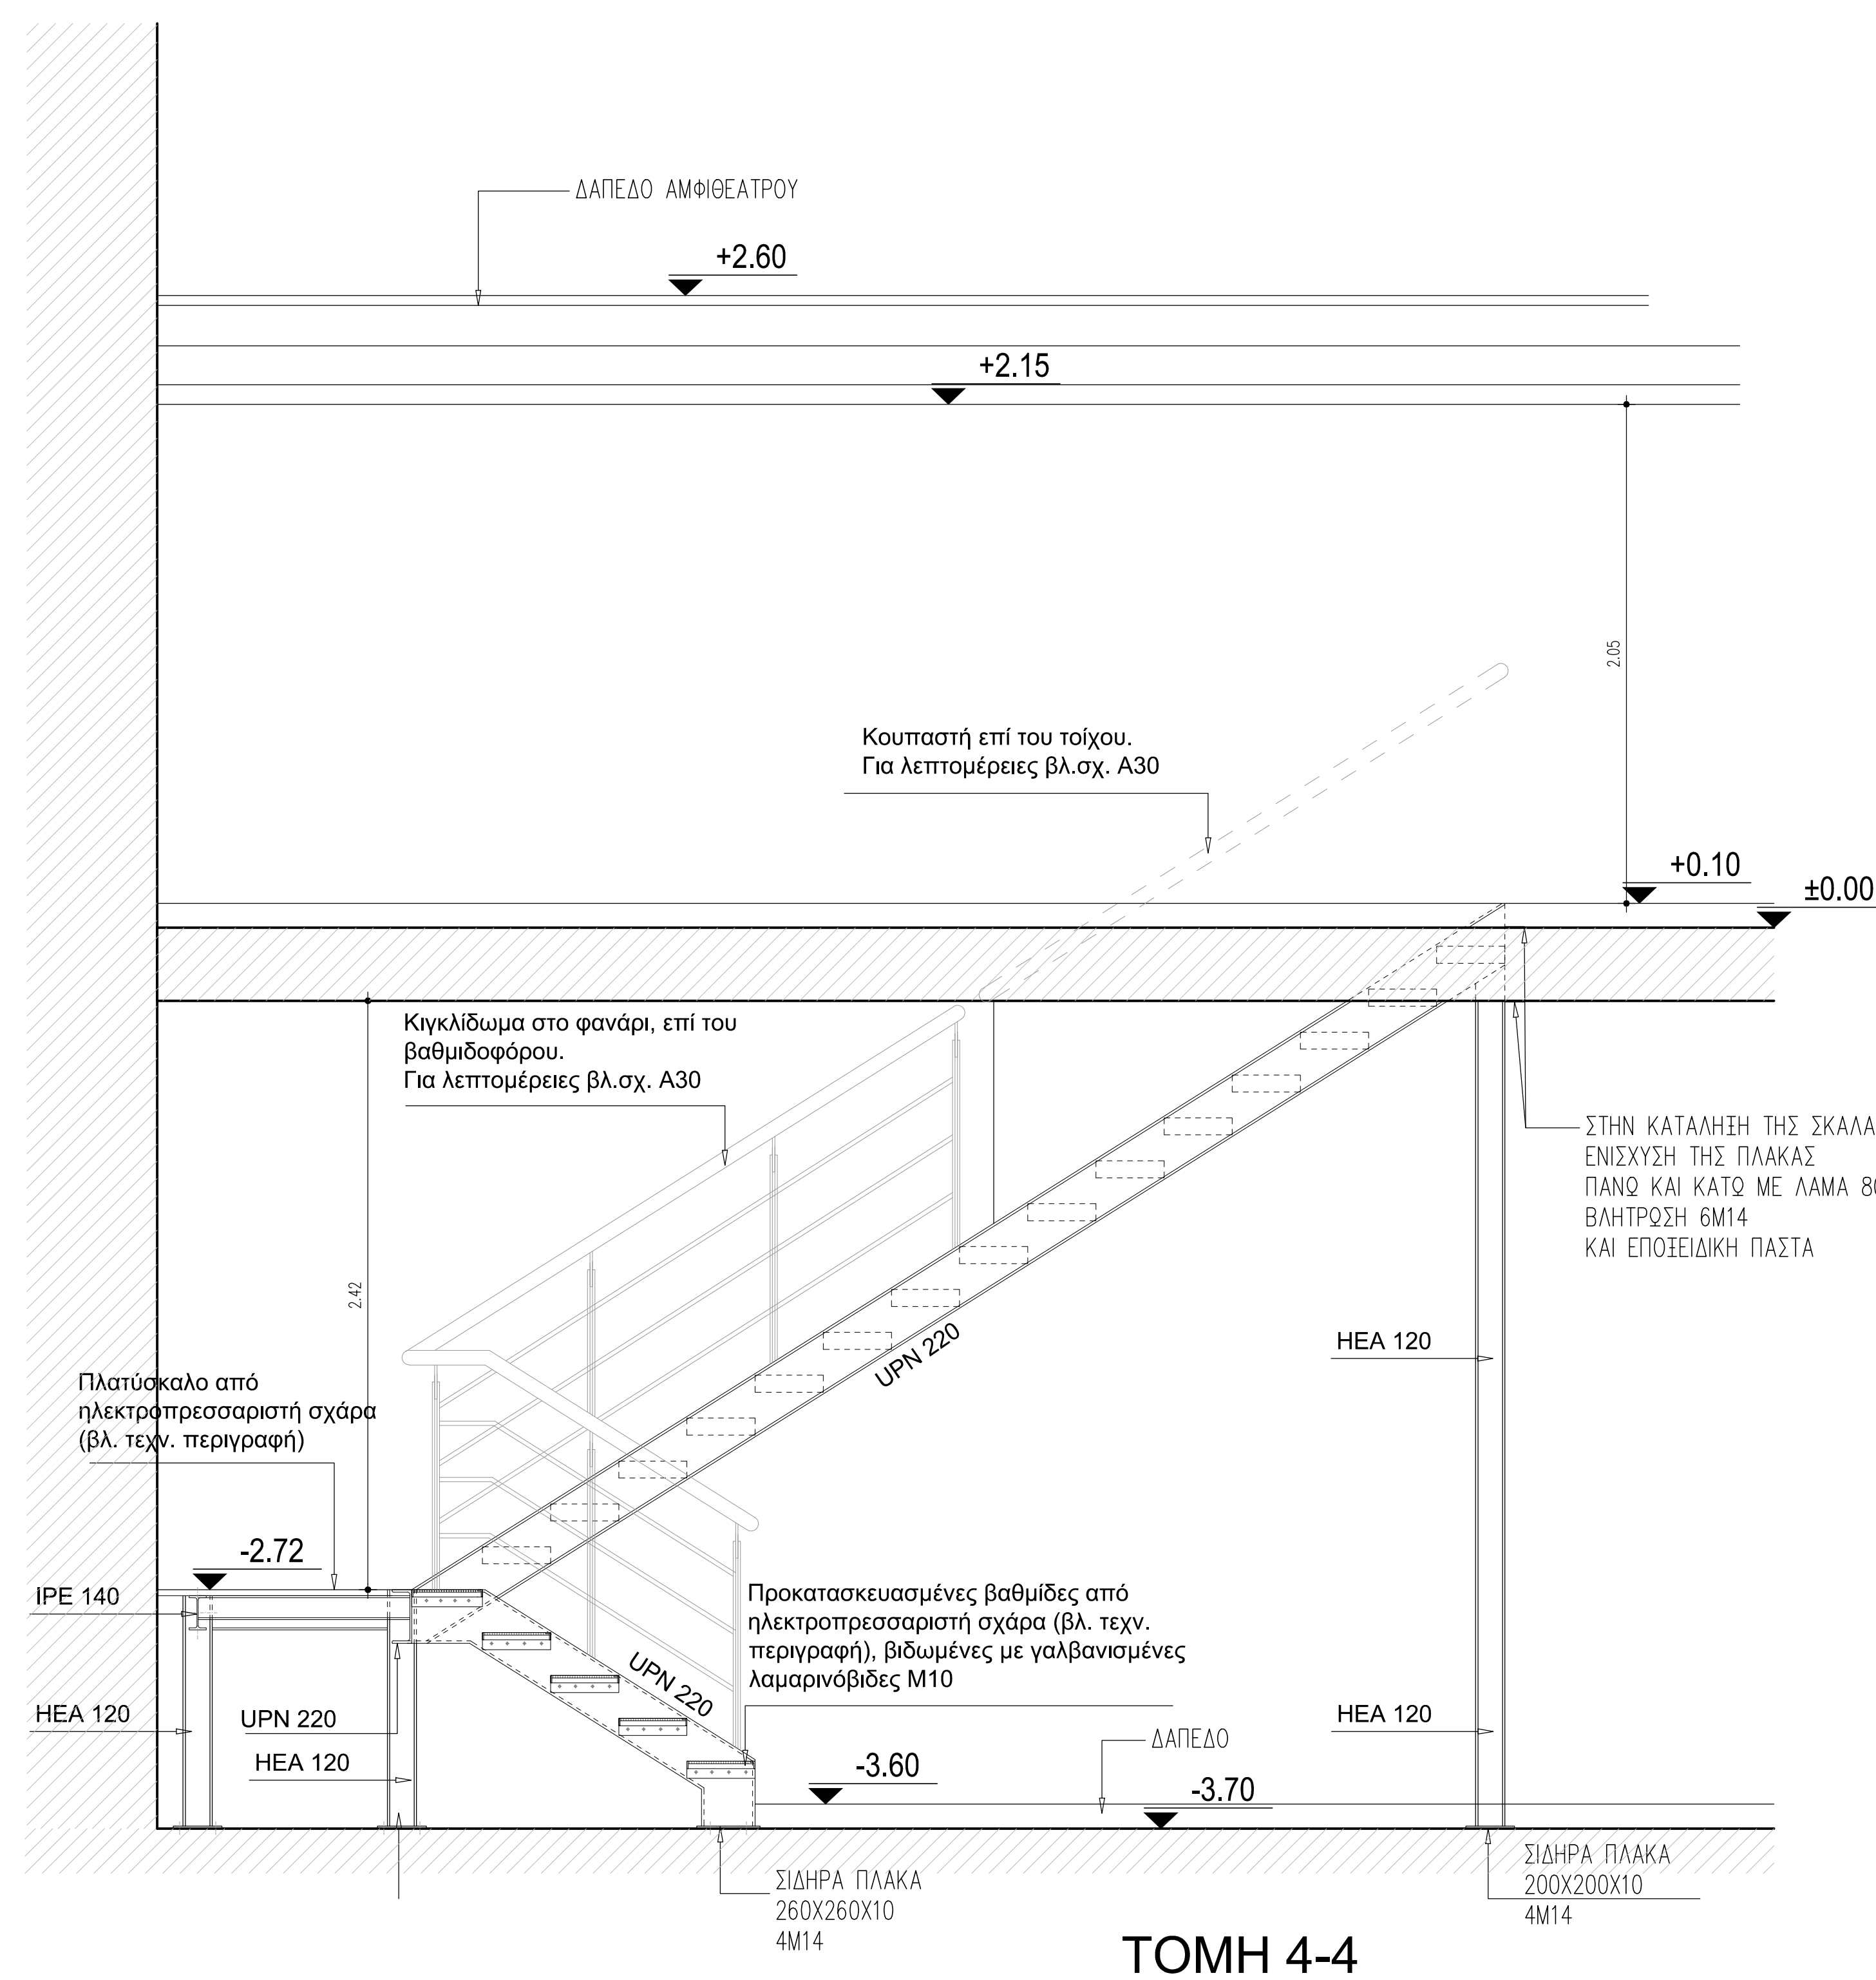 ΔΑΠΕΔΟ ΑΜΦΙΘΕΑΤΡΟΥ
+2.60
+2.15
2.05
Κουπαστή επί του τοίχου.
Για λεπτομέρειες βλ.σχ. Α30
+0.10
±0.00
Κιγκλίδωμα στο φανάρι, επί του
βαθμιδοφόρου.
Για λεπτομέρειες βλ.σχ. Α30
ΣΤΗΝ ΚΑΤΑΛΗΞΗ ΤΗΣ ΣΚΑΛΑ
ΕΝΙΣΧΥΣΗ ΤΗΣ ΠΛΑΚΑΣ
ΠΑΝΩ ΚΑΙ ΚΑΤΩ ΜΕ ΛΑΜΑ
ΒΛΗΤΡΩΣΗ 6Μ14
ΚΑΙ ΕΠΟΞΕΙΔΙΚΗ ΠΑΣΤΑ
2.42
UPN 220
HEA 120
Πλατύσκαλο από
ηλεκτροπρεσσαριστή σχάρα
(βλ. τεχν. περιγραφή)
-2.72
IPE 140
Προκατασκευασμένες βαθμίδες από
ηλεκτροπρεσσαριστή σχάρα (βλ. τεχν.
περιγραφή), βιδωμένες με γαλβανισμένες
λαμαρινόβιδες Μ10
UPN 220
HEA 120
UPN 220
HEA 120
HEA 120
ΔΑΠΕΔΟ
-3.60
-3.70
ΣΙΔΗΡΑ ΠΛΑΚΑ
260Χ260Χ10
4Μ14
ΣΙΔΗΡΑ ΠΛΑΚΑ
200Χ200Χ10
4Μ14
ΤΟΜΗ 4-4